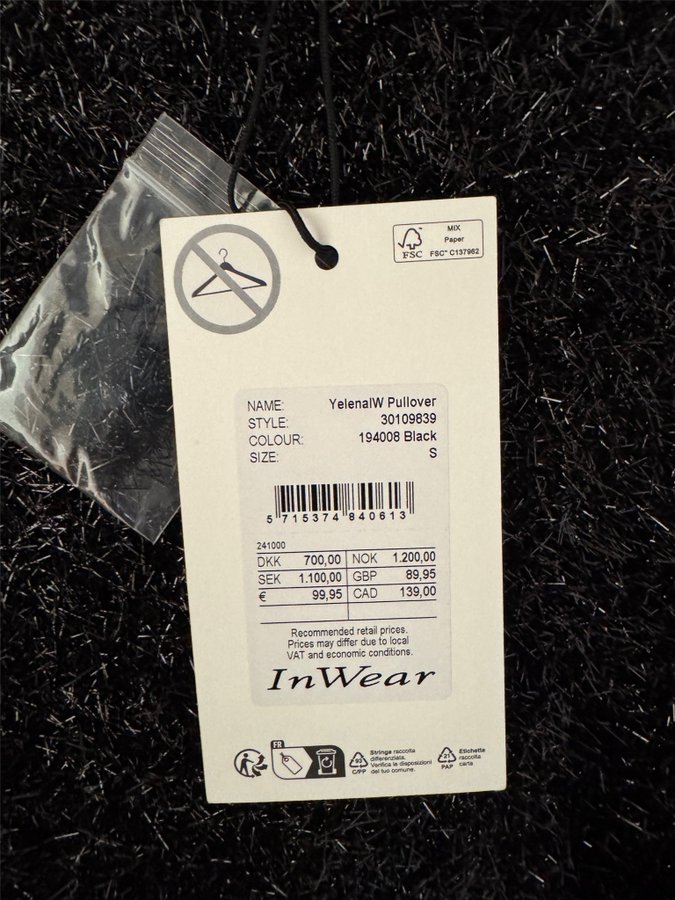 MIX
Paper
FSC
FSC™ C137962
NAME: YelenaIW Pullover
STYLE: 30109839
COLOUR: 194008 Black
SIZE: S
5 715374 840613
241000
DKK 700,00 NOK 1.200,00
SEK 1.100,00 GBP 89,95
€ 99,95 CAD 139,00
Recommended retail prices.
Prices may differ due to local
VAT and economic conditions.
InWear
FR
93
C/PP
Stringa raccolta
differenziata.
Verifica le disposizioni
del tuo comune.
21
PAP
Etichetta
raccolta
carta